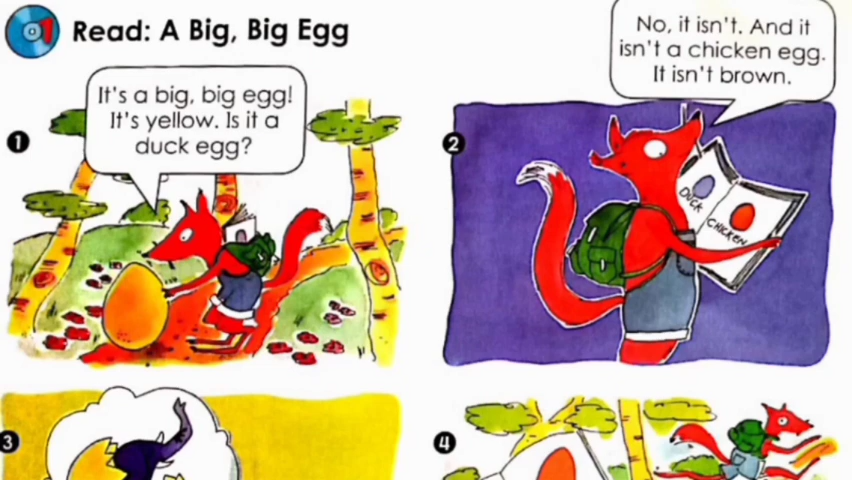 1
Read: A Big, Big Egg
It's a big, big egg!
It's yellow. Is it a
duck egg?
1
No, it isn't. And it
isn't a chicken egg.
It isn't brown.
2
DUCK
CHICKEN
3
4